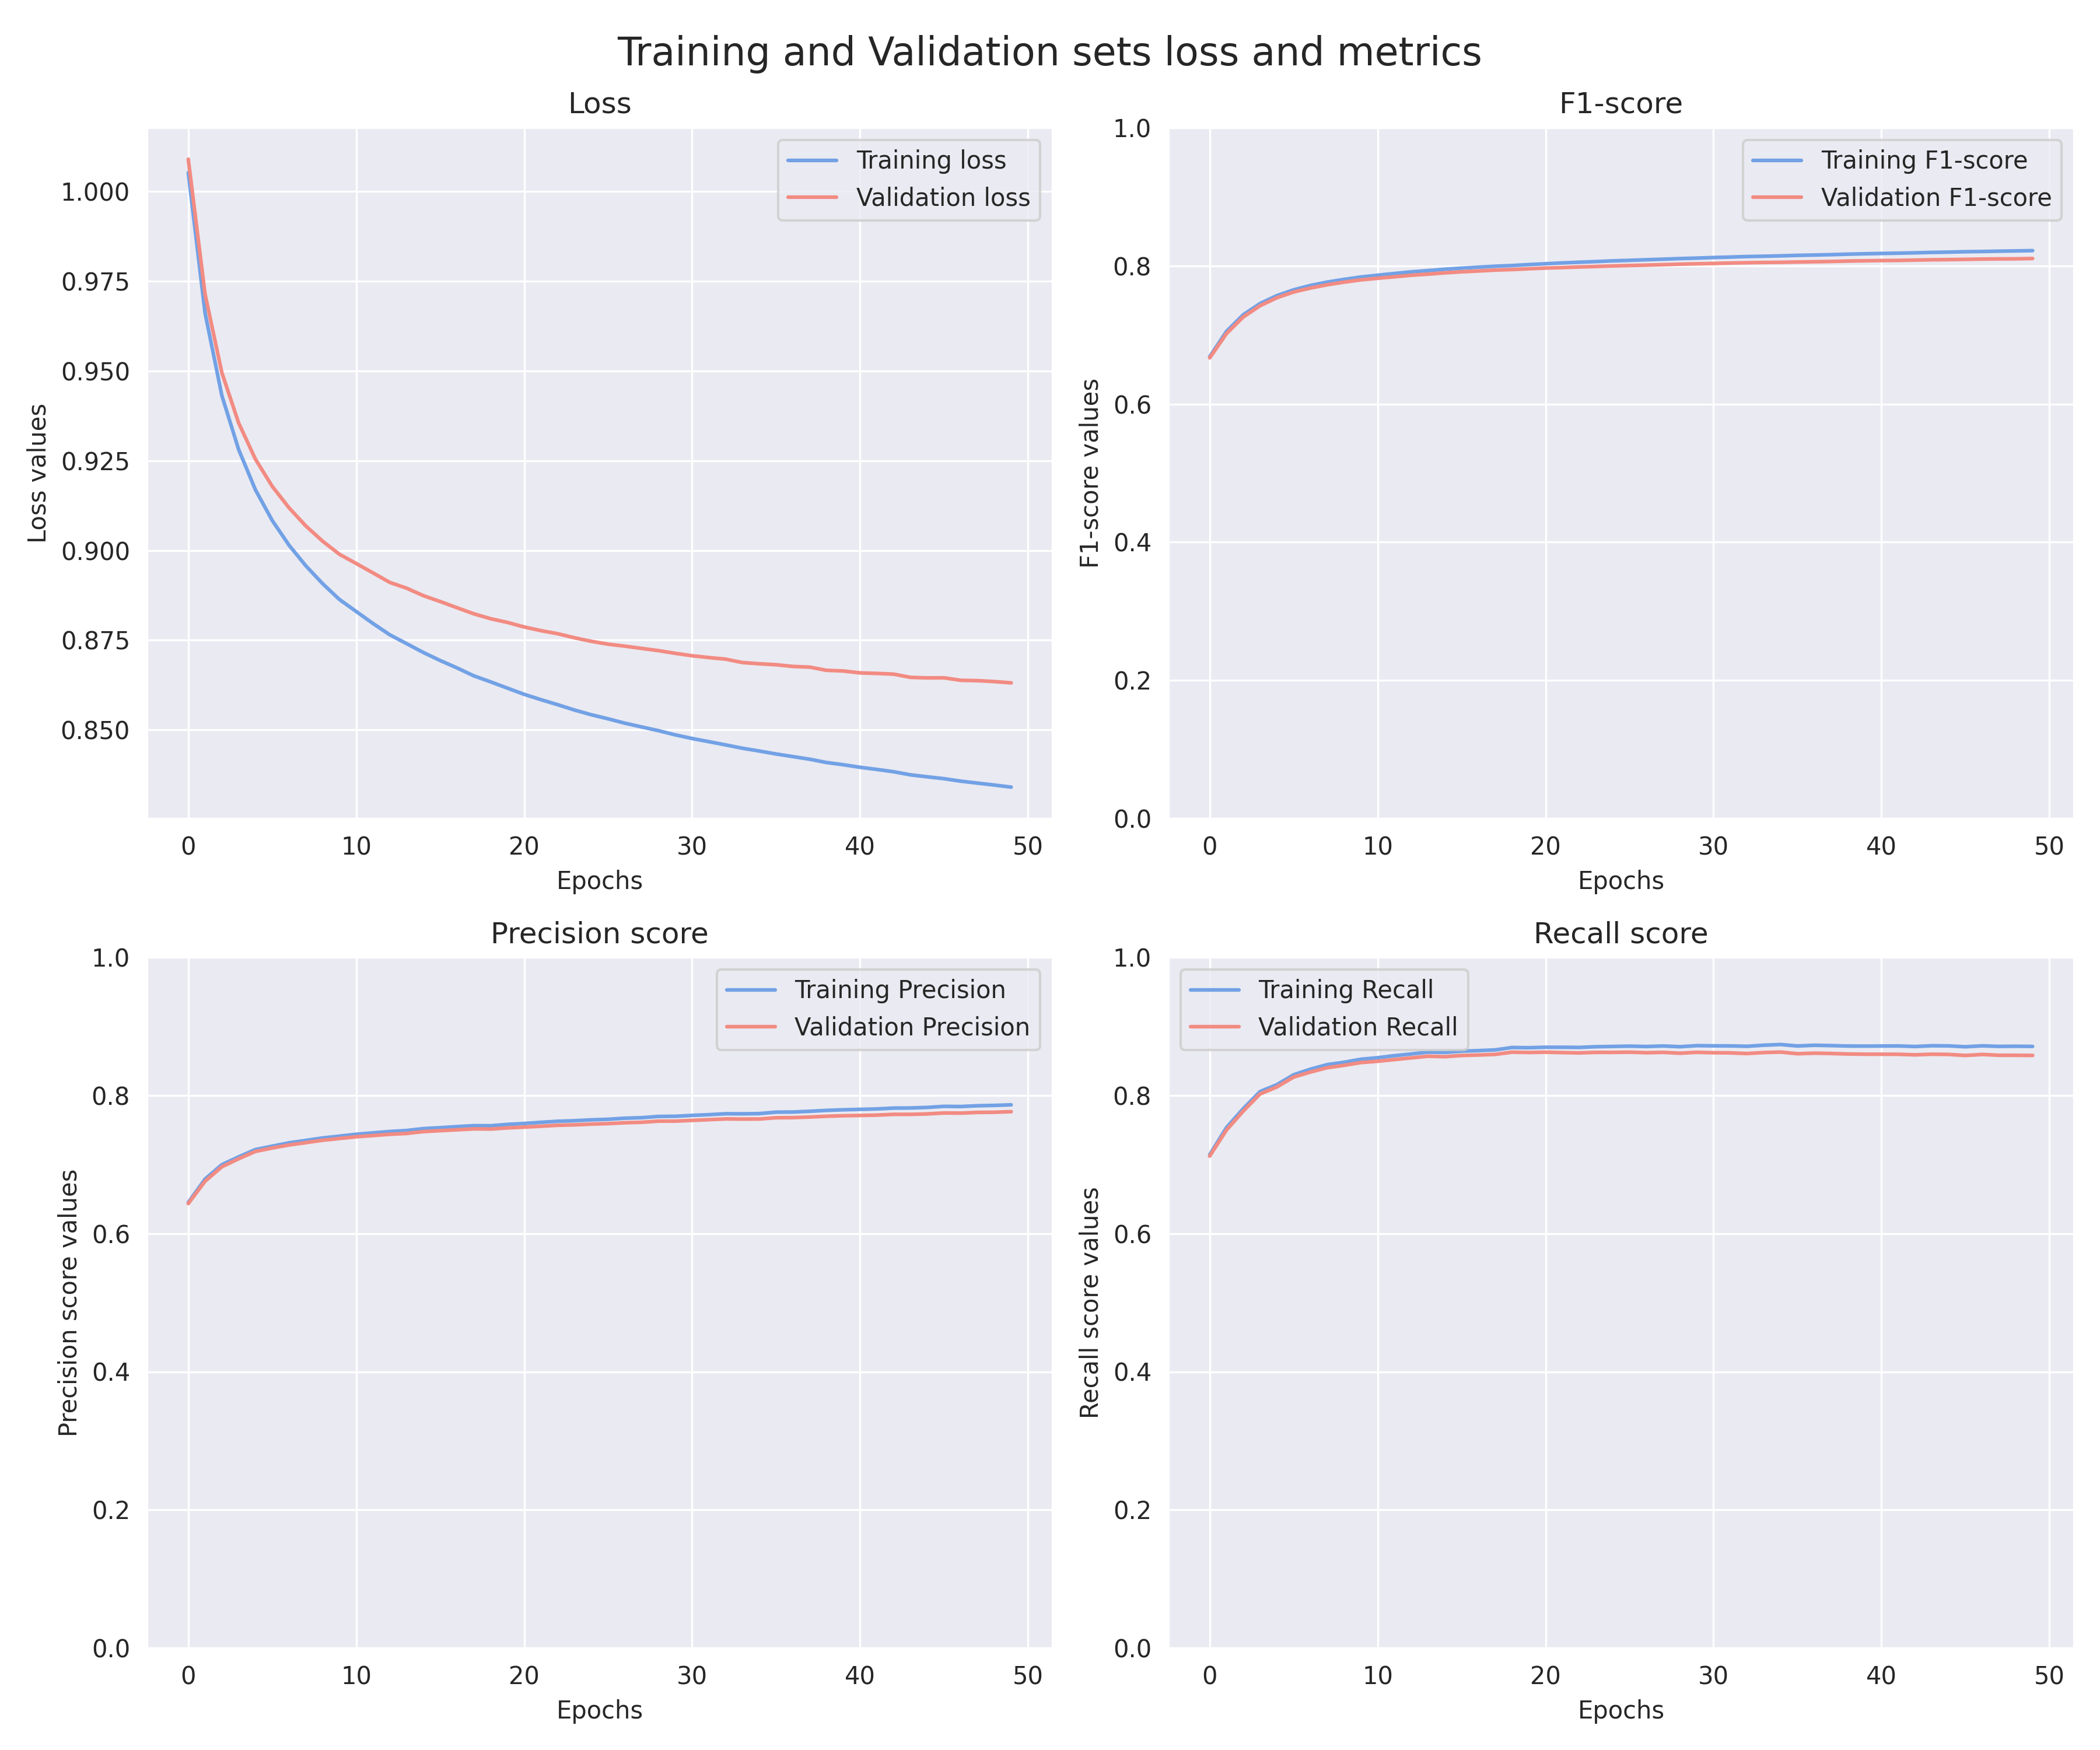 Training and Validation sets loss and metrics
Loss
Training loss
Validation loss
1.000
0.975
0.950
0.925
0.900
0.875
0.850
Loss values
0 10 20 30 40 50
Epochs
F1-score
Training F1-score
Validation F1-score
1.0
0.8
0.6
0.4
0.2
0.0
F1-score values
0 10 20 30 40 50
Epochs
Precision score
Training Precision
Validation Precision
1.0
0.8
0.6
0.4
0.2
0.0
Precision score values
0 10 20 30 40 50
Epochs
Recall score
Training Recall
Validation Recall
1.0
0.8
0.6
0.4
0.2
0.0
Recall score values
0 10 20 30 40 50
Epochs